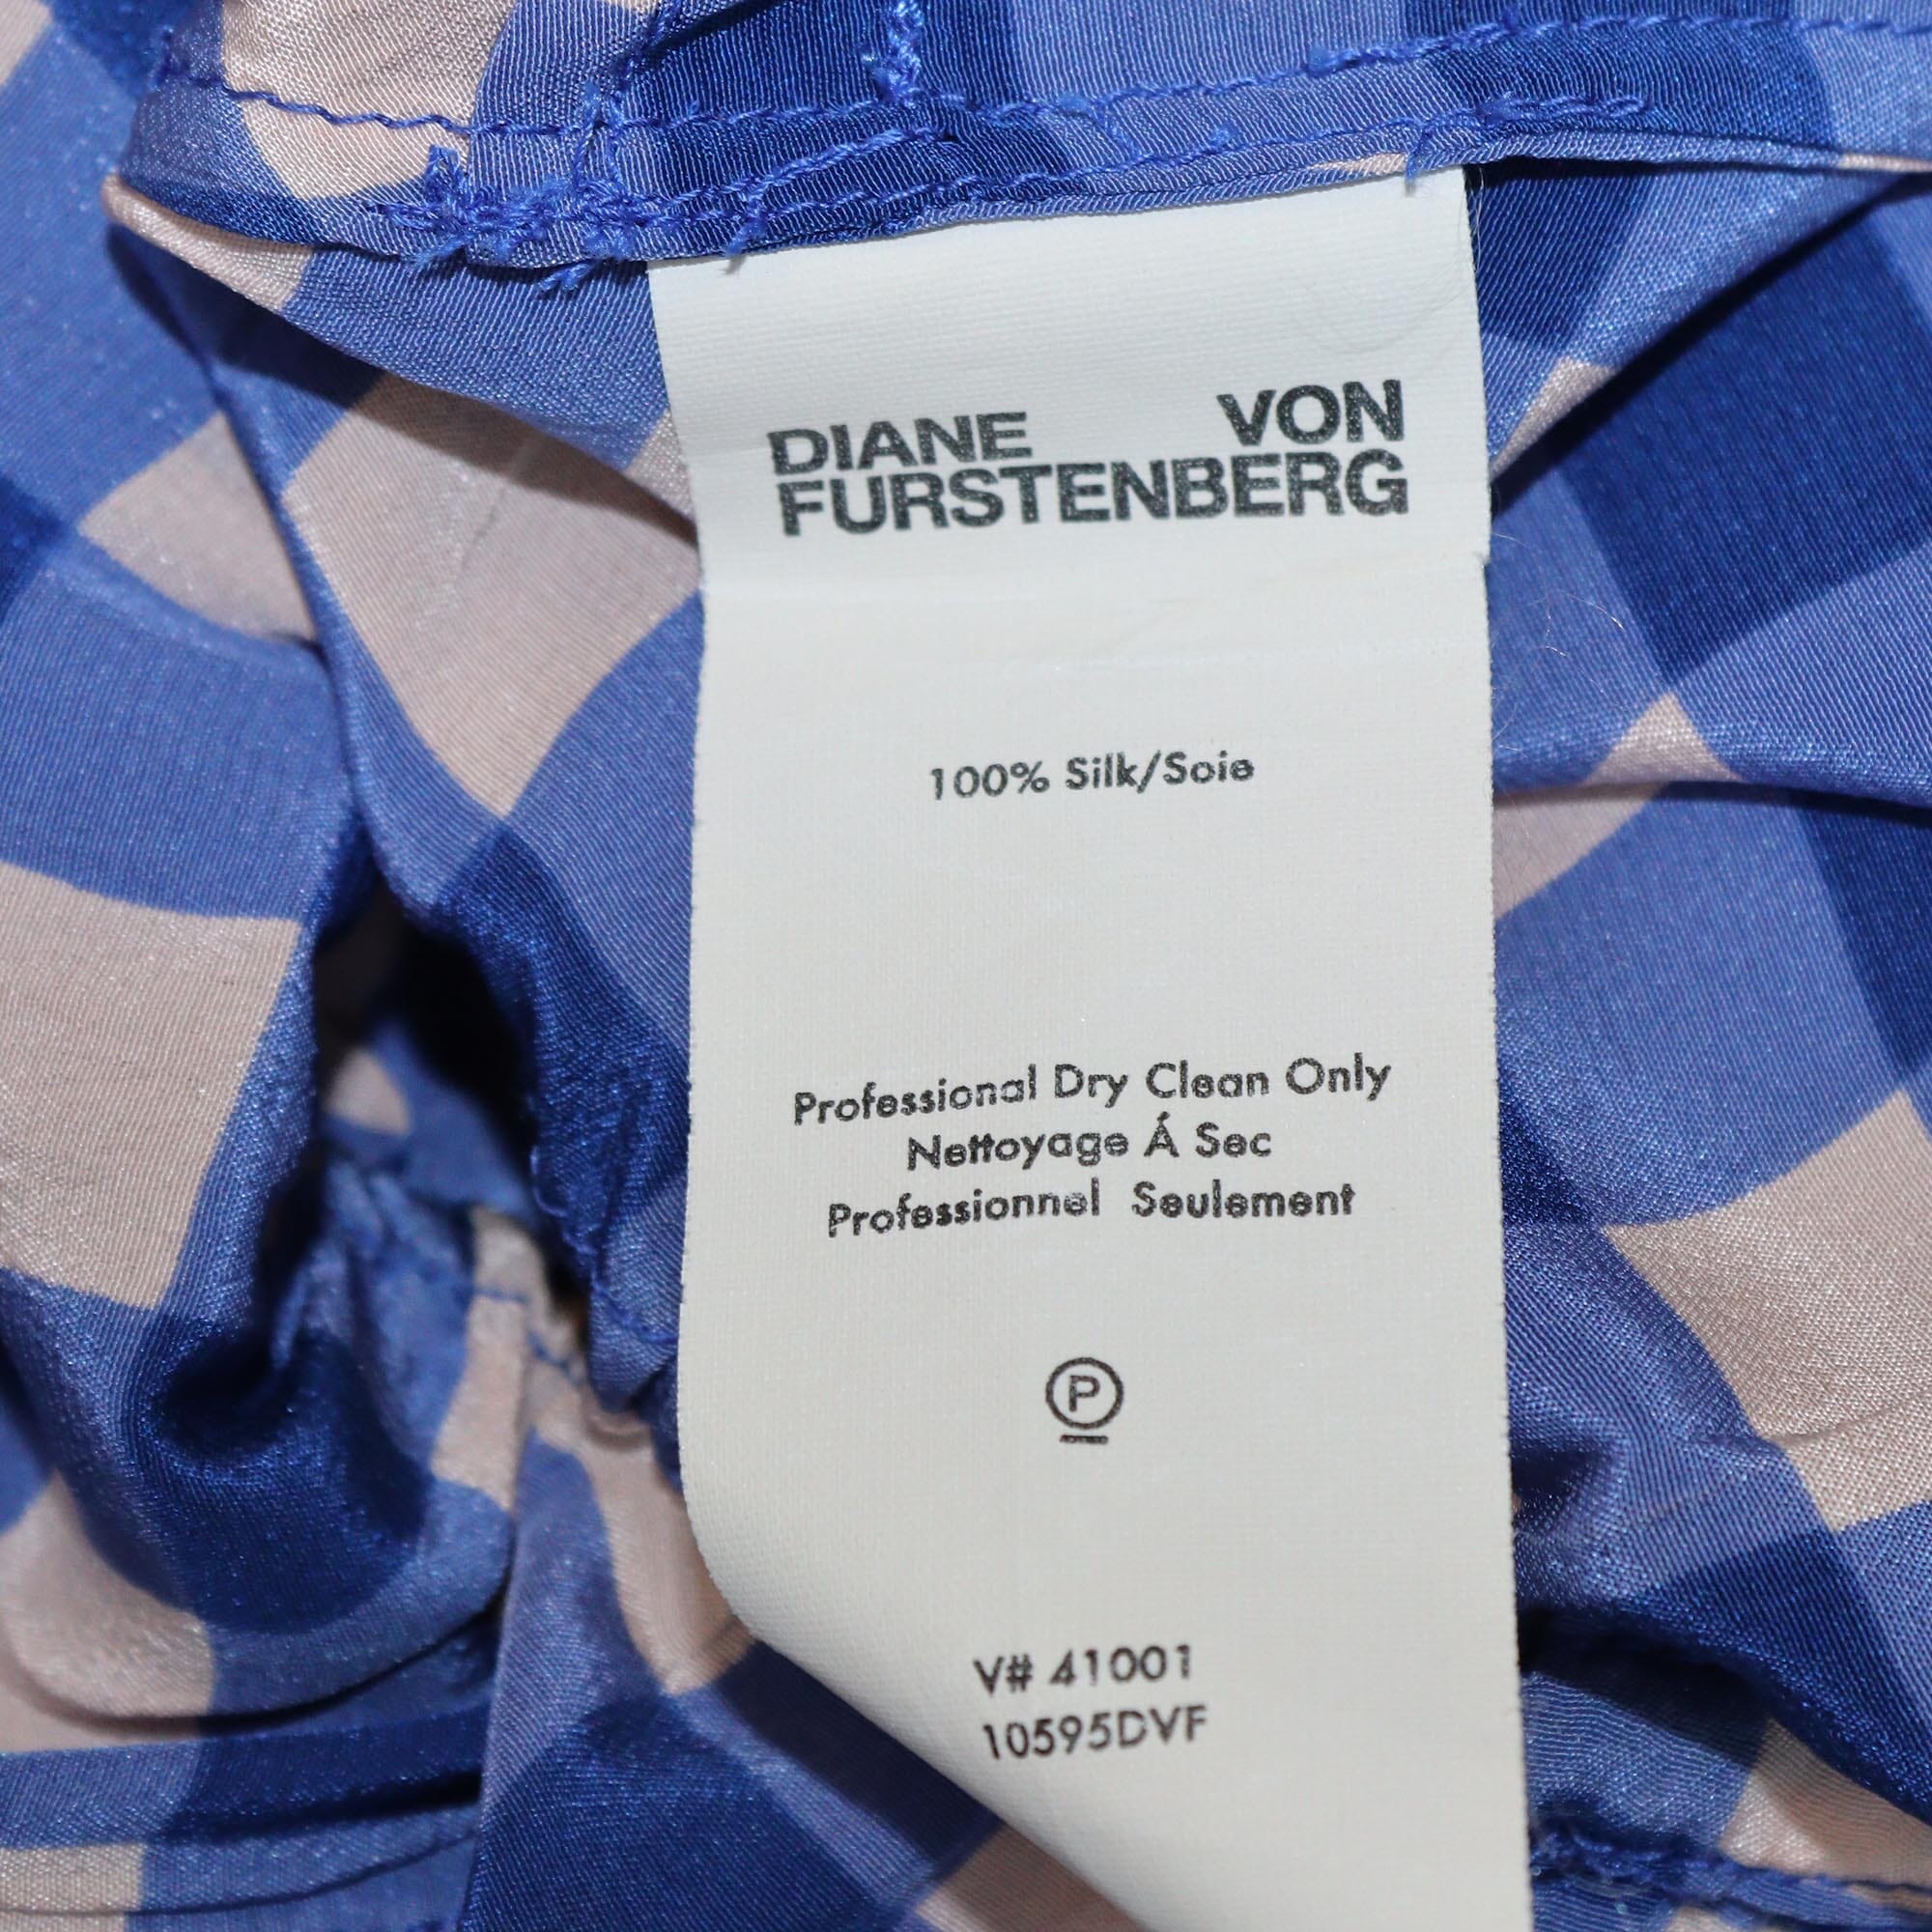 DIANE VON
FURSTENBERG
100% Silk/Soie
Professional Dry Clean Only
Nettoyage Á Sec
Professionnel Seulement
P
V# 41001
10595DVF